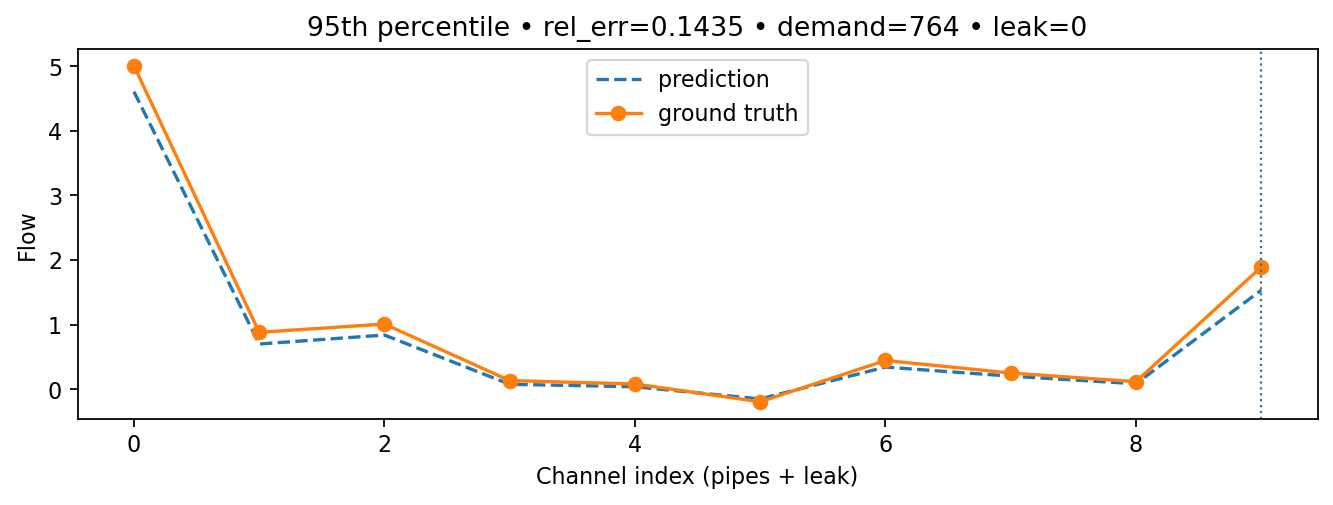 95th percentile • rel_err=0.1435 • demand=764 • leak=0
prediction
ground truth
5
4
3
2
1
0
Flow
0 2 4 6 8
Channel index (pipes + leak)